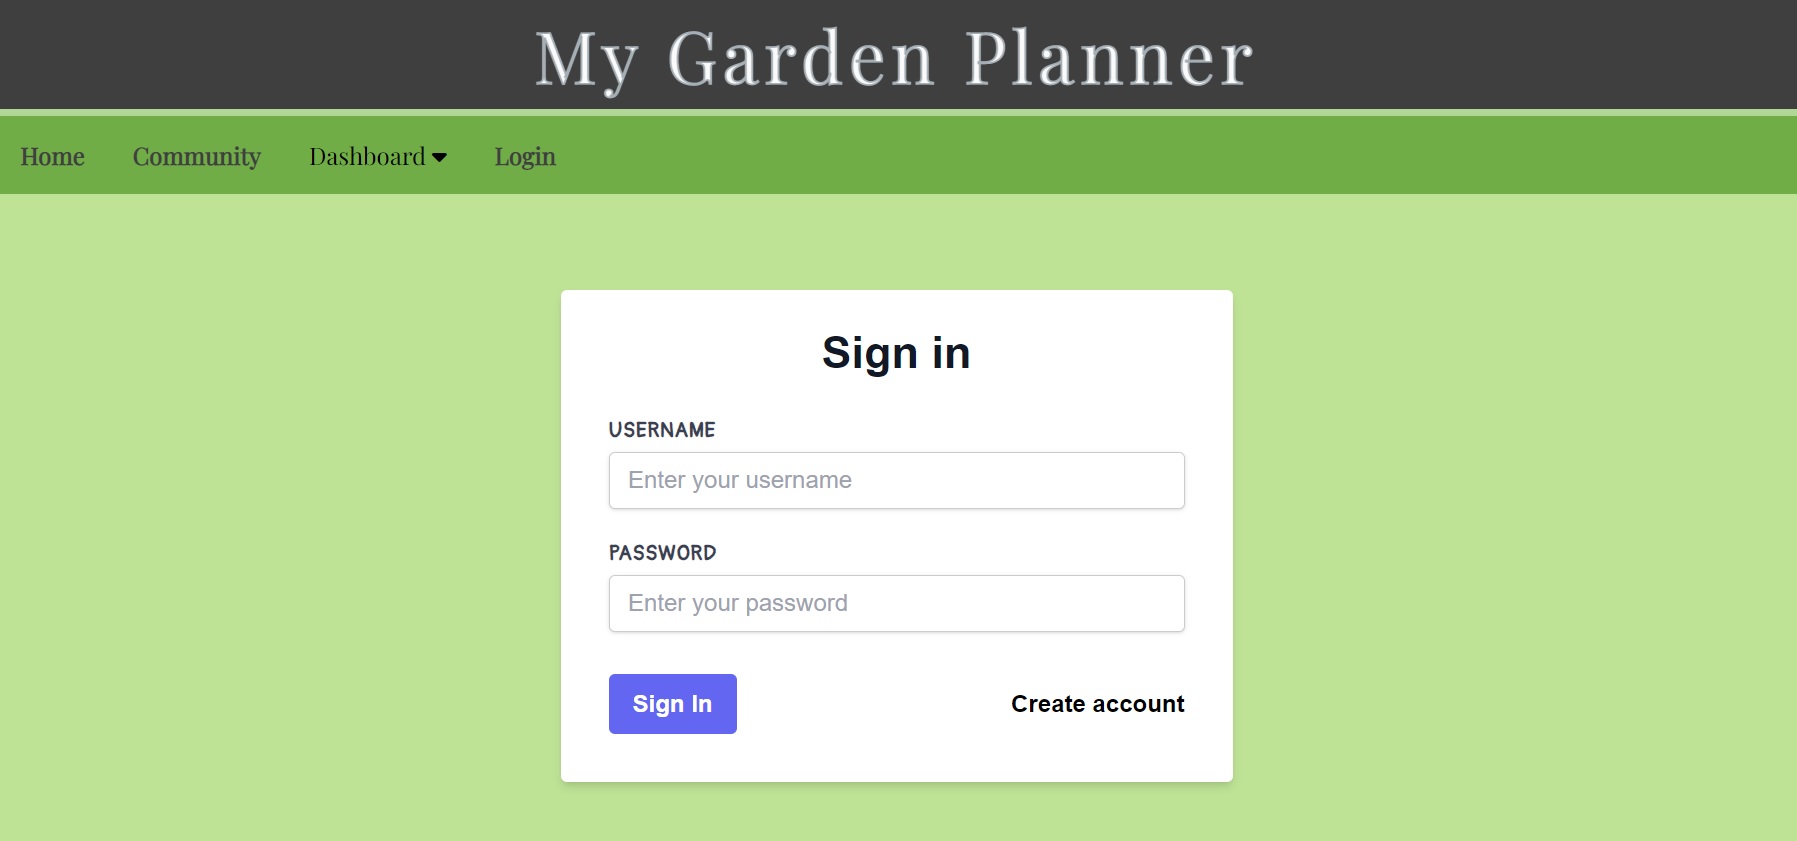 My Garden Planner
Home Community Dashboard Login
Sign in
USERNAME
Enter your username
PASSWORD
Enter your password
Sign In Create account